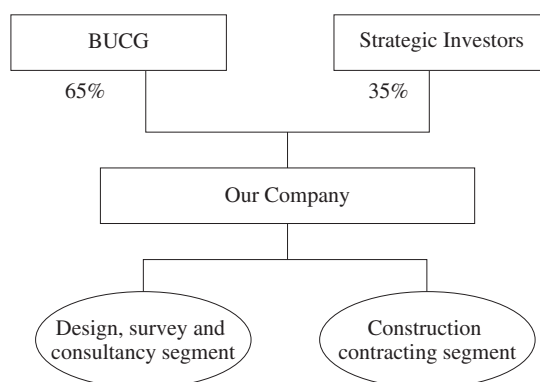 BUCG
Strategic Investors
65%
35%
Our Company
Design, survey and
consultancy segment
Construction
contracting segment